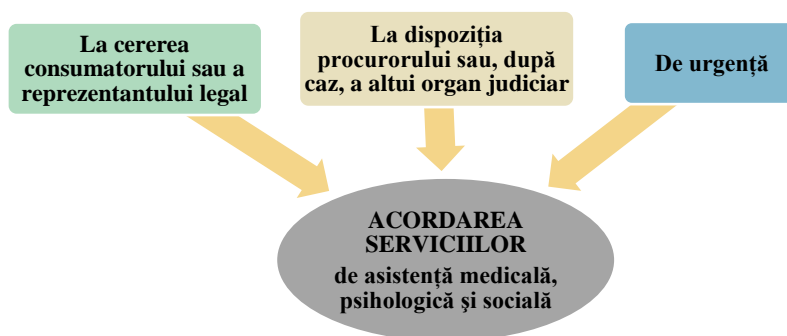 La cererea
consumatorului sau a
reprezentantului legal
La dispoziția
procurorului sau, după
caz, a altui organ judiciar
De urgență
ACORDAREA
SERVICIILOR
de asistență medicală,
psihologică şi socială